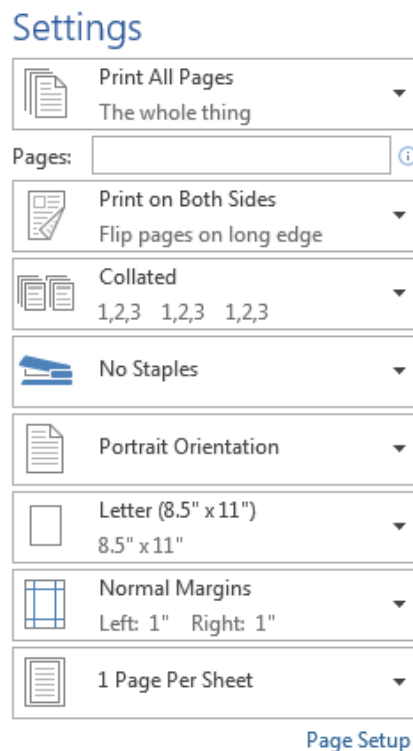 Settings
Print All Pages
The whole thing
Pages:
Print on Both Sides
Flip pages on long edge
Collated
1,2,3 1,2,3 1,2,3
No Staples
Portrait Orientation
Letter (8.5" x 11")
8.5" x 11"
Normal Margins
Left: 1" Right: 1"
1 Page Per Sheet
Page Setup